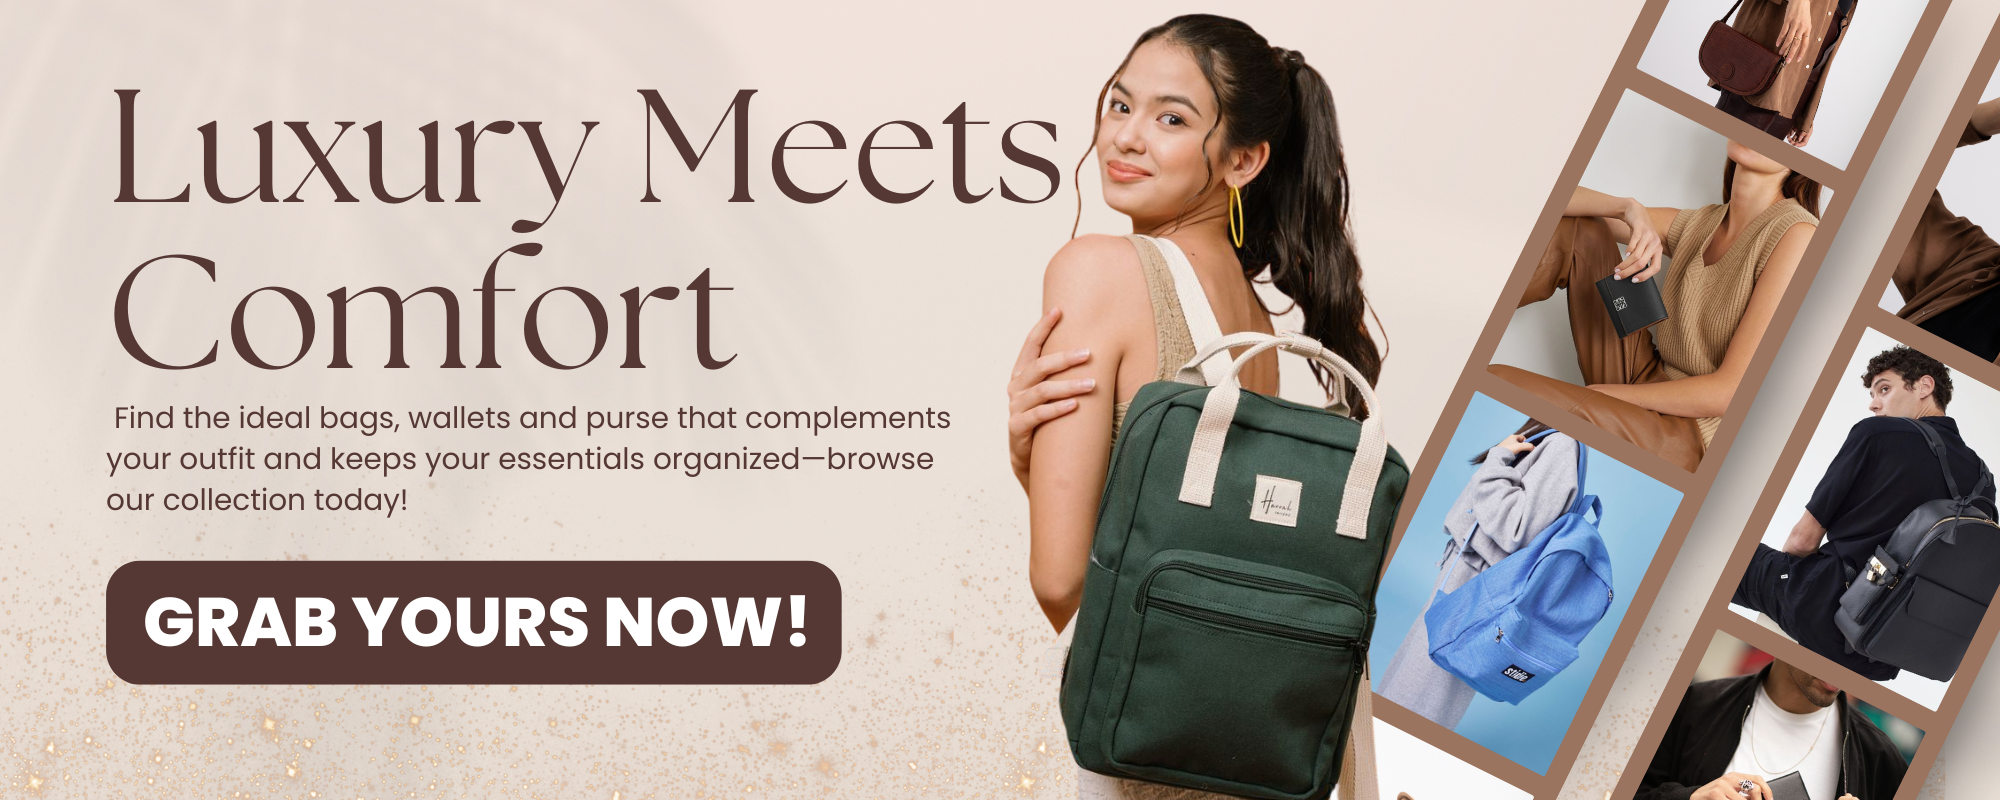 Luxury Meets
Comfort
Find the ideal bags, wallets and purse that complements
your outfit and keeps your essentials organized—browse
our collection today!
GRAB YOURS NOW!